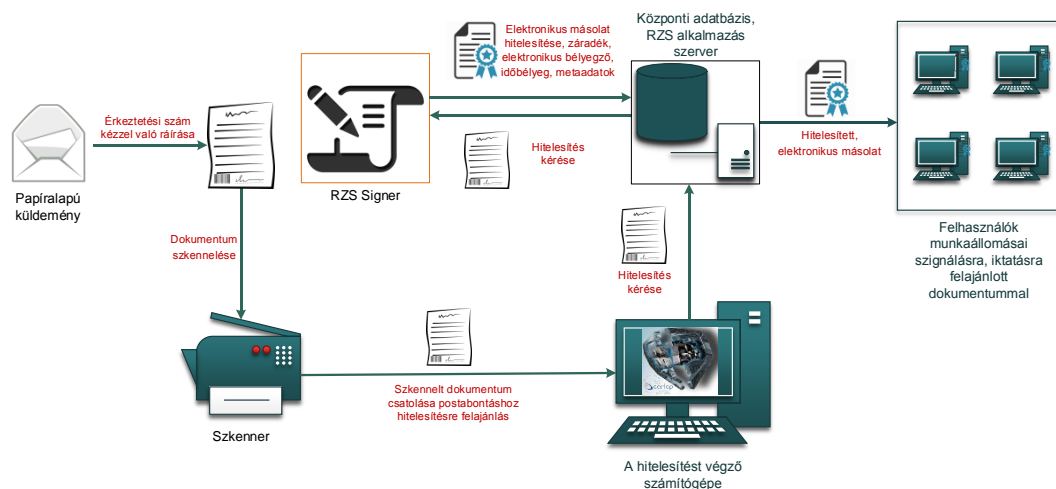 Elektronikus másolat
hitelesítése, záradék,
elektronikus bélyegző,
időbélyeg, metaadatok
Központi adatbázis,
RZS alkalmazás
szerver
Érkeztetési szám
kézzel való ráírása
Papíralapú
küldemény
RZS Signer
Hitelesítés
kérése
Hitelesített,
elektronikus másolat
Felhasználók
munkaállomásai
szignálásra, iktatásra
felajánlott
dokumentummal
Dokumentum
szkennelése
Hitelesítés
kérése
Szkennelt dokumentum
csatolása postabontáshoz
hitelesítésre felajánlás
Szkenner
certop
A hitelesítést végző
számítógépe